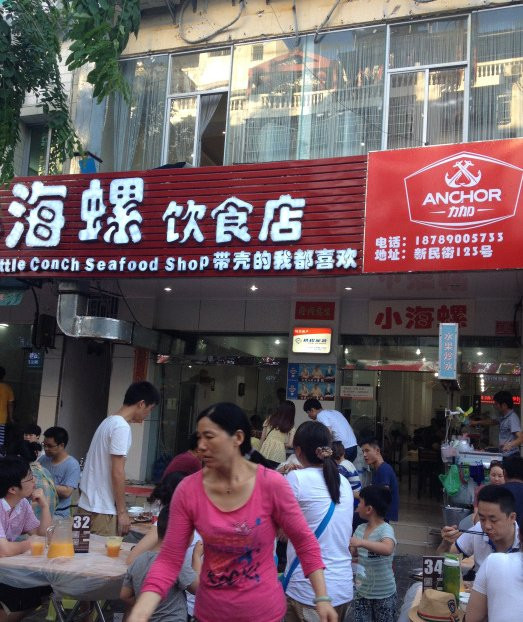 海螺 饮食店
ttle Conch Seafood Shop 带壳的我都喜欢
ANCHOR
力加
电话：18789005733
地址：新民街123号
小海螺
32
34